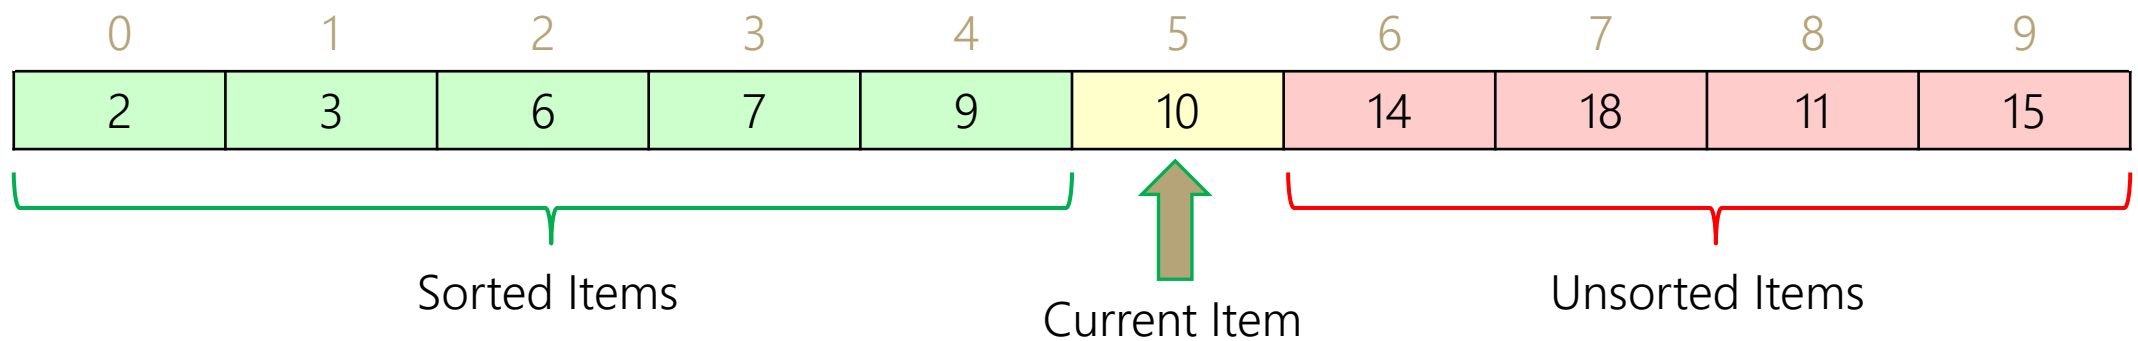 0 1 2 3 4 5 6 7 8 9
2 3 6 7 9 10 14 18 11 15
Sorted Items
Current Item
Unsorted Items